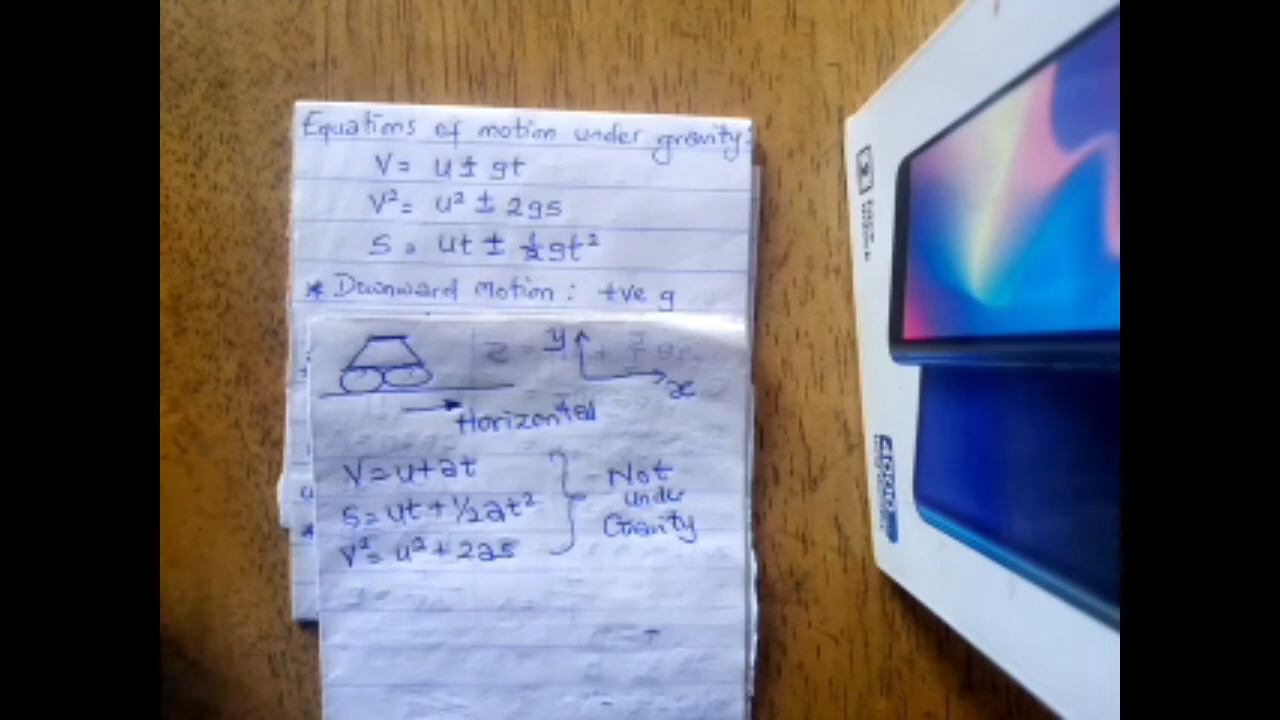 Equations of motion under gravity:
V = u ± gt
V² = u² ± 2gs
S = ut ± ½gt²
* Downward Motion : +ve g
y
x
Horizontal
V = u + at
S = ut + ½at²
V² = u² + 2as
Not
under
Gravity